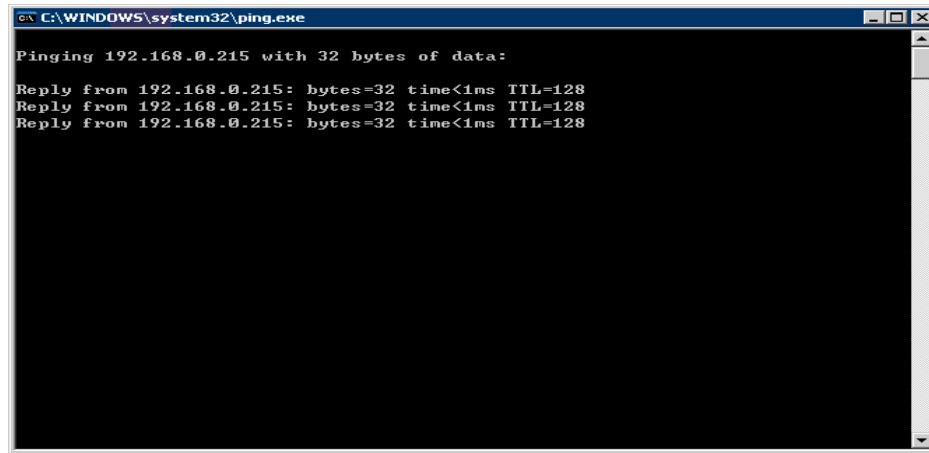 C:\WINDOWS\system32\ping.exe
Pinging 192.168.0.215 with 32 bytes of data:
Reply from 192.168.0.215: bytes=32 time<1ms TTL=128
Reply from 192.168.0.215: bytes=32 time<1ms TTL=128
Reply from 192.168.0.215: bytes=32 time<1ms TTL=128